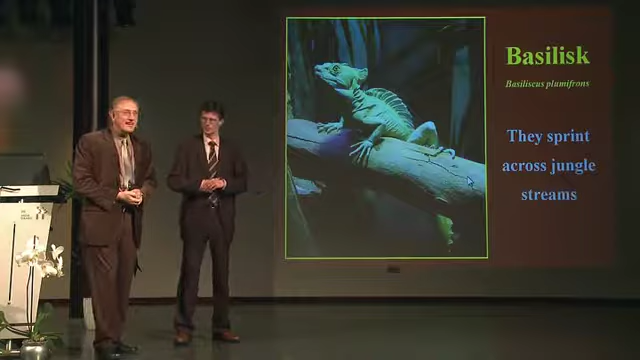 Basilisk
Basiliscus plumifrons
They sprint
across jungle
streams